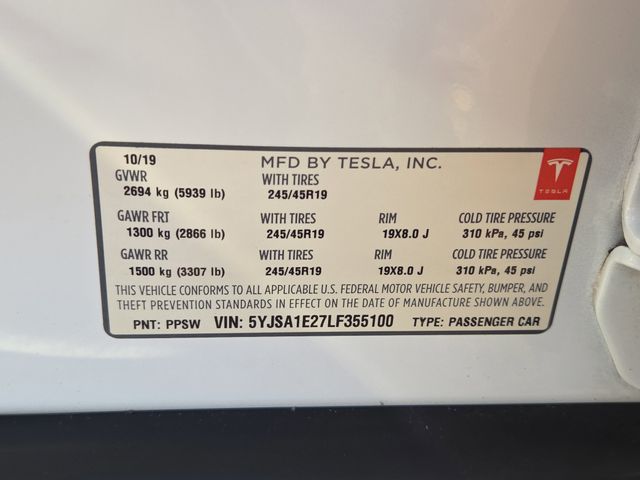 10/19 MFD BY TESLA, INC.
GVWR WITH TIRES
2694 kg (5939 lb) 245/45R19
TESLA
GAWR FRT WITH TIRES RIM COLD TIRE PRESSURE
1300 kg (2866 lb) 245/45R19 19X8.0 J 310 kPa, 45 psi
GAWR RR WITH TIRES RIM COLD TIRE PRESSURE
1500 kg (3307 lb) 245/45R19 19X8.0 J 310 kPa, 45 psi
THIS VEHICLE CONFORMS TO ALL APPLICABLE U.S. FEDERAL MOTOR VEHICLE SAFETY, BUMPER, AND
THEFT PREVENTION STANDARDS IN EFFECT ON THE DATE OF MANUFACTURE SHOWN ABOVE.
PNT: PPSW VIN: 5YJSA1E27LF355100 TYPE: PASSENGER CAR